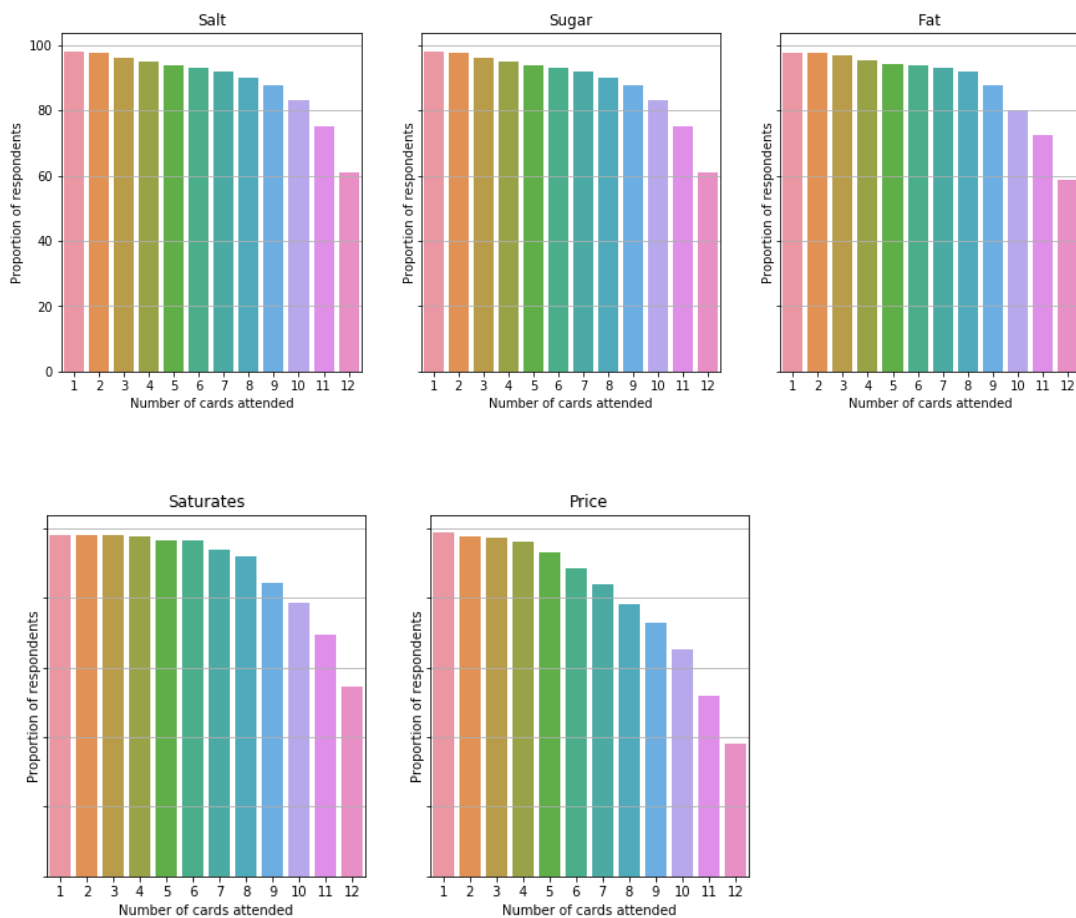 Salt
Sugar
Fat
100
80
60
40
20
0
Proportion of respondents
Proportion of respondents
Proportion of respondents
1 2 3 4 5 6 7 8 9 10 11 12
1 2 3 4 5 6 7 8 9 10 11 12
1 2 3 4 5 6 7 8 9 10 11 12
Number of cards attended
Number of cards attended
Number of cards attended
Saturates
Price
Proportion of respondents
Proportion of respondents
1 2 3 4 5 6 7 8 9 10 11 12
1 2 3 4 5 6 7 8 9 10 11 12
Number of cards attended
Number of cards attended